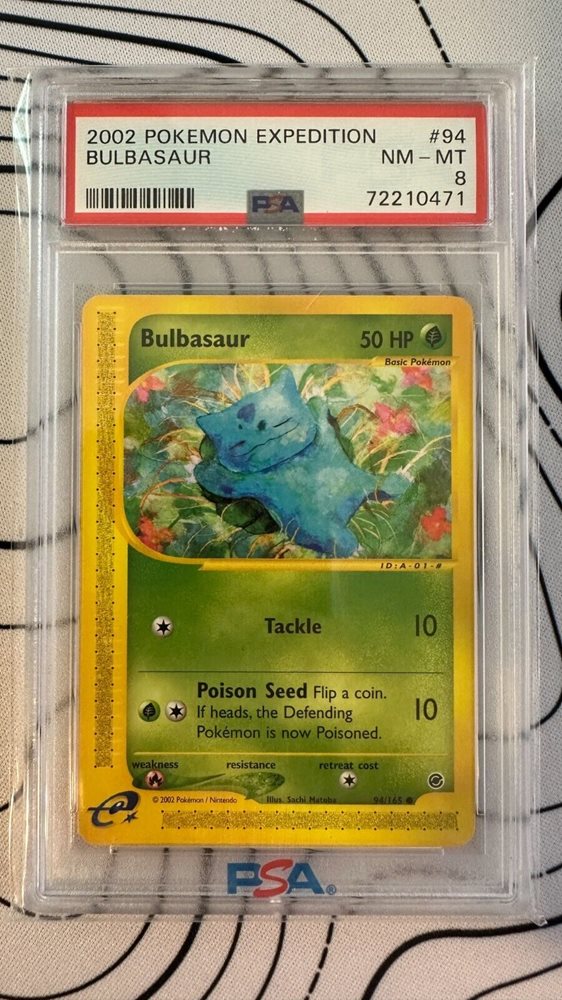 2002 POKEMON EXPEDITION #94
BULBASAUR NM - MT
8
PSA 72210471
Bulbasaur 50 HP
Basic Pokémon
ID:A-01-#
Tackle 10
Poison Seed Flip a coin.
If heads, the Defending 10
Pokémon is now Poisoned.
weakness resistance retreat cost
© 2002 Pokémon / Nintendo Illus. Sachi Matoba 94/165
e
PSA®